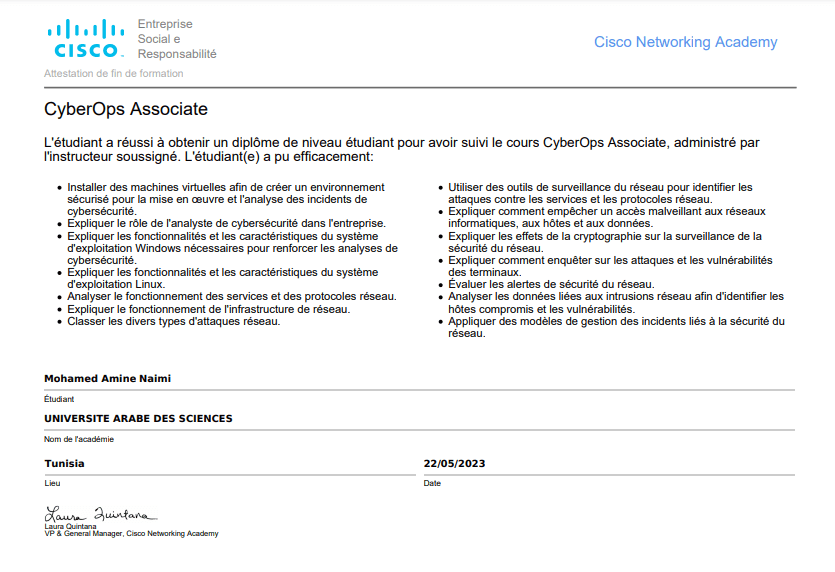 CISCO
Entreprise
Social e
Responsabilité
Cisco Networking Academy
Attestation de fin de formation
CyberOps Associate
L'étudiant a réussi à obtenir un diplôme de niveau étudiant pour avoir suivi le cours CyberOps Associate, administré par
l'instructeur soussigné. L'étudiant(e) a pu efficacement:
• Installer des machines virtuelles afin de créer un environnement
sécurisé pour la mise en œuvre et l'analyse des incidents de
cybersécurité.
• Expliquer le rôle de l'analyste de cybersécurité dans l'entreprise.
• Expliquer les fonctionnalités et les caractéristiques du système
d'exploitation Windows nécessaires pour renforcer les analyses de
cybersécurité.
• Expliquer les fonctionnalités et les caractéristiques du système
d'exploitation Linux.
• Analyser le fonctionnement des services et des protocoles réseau.
• Expliquer le fonctionnement de l'infrastructure de réseau.
• Classer les divers types d'attaques réseau.
• Utiliser des outils de surveillance du réseau pour identifier les
attaques contre les services et les protocoles réseau.
• Expliquer comment empêcher un accès malveillant aux réseaux
informatiques, aux hôtes et aux données.
• Expliquer les effets de la cryptographie sur la surveillance de la
sécurité du réseau.
• Expliquer comment enquêter sur les attaques et les vulnérabilités
des terminaux.
• Évaluer les alertes de sécurité du réseau.
• Analyser les données liées aux intrusions réseau afin d'identifier les
hôtes compromis et les vulnérabilités.
• Appliquer des modèles de gestion des incidents liés à la sécurité du
réseau.
Mohamed Amine Naimi
Étudiant
UNIVERSITE ARABE DES SCIENCES
Nom de l'académie
Tunisia
Lieu
22/05/2023
Date
Laura Quintana
Laura Quintana
VP & General Manager, Cisco Networking Academy